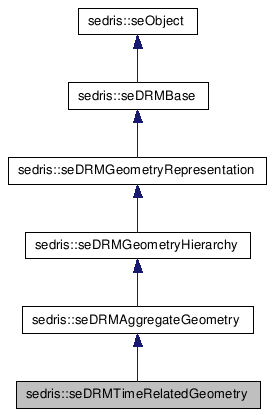 sedris::seObject
sedris::seDRMBase
sedris::seDRMGeometryRepresentation
sedris::seDRMGeometryHierarchy
sedris::seDRMAggregateGeometry
sedris::seDRMTimeRelatedGeometry